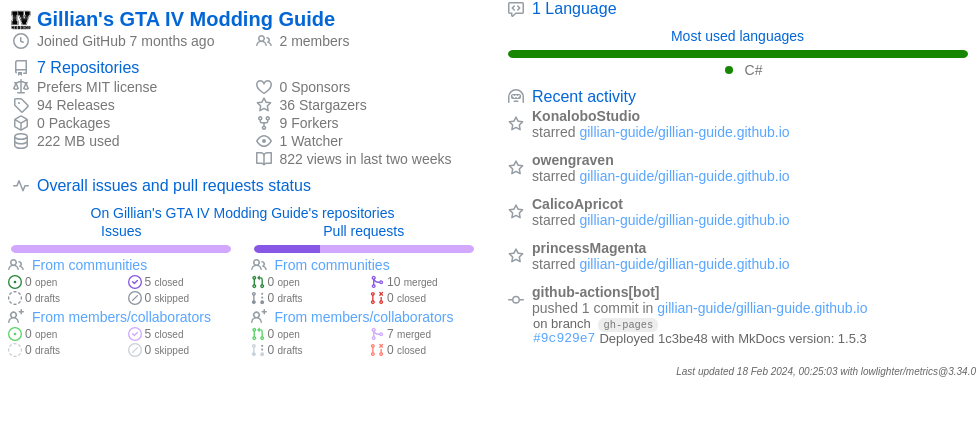 Gillian's GTA IV Modding Guide
Joined GitHub 7 months ago
2 members
7 Repositories
Prefers MIT license
94 Releases
0 Packages
222 MB used
0 Sponsors
36 Stargazers
9 Forkers
1 Watcher
822 views in last two weeks
Overall issues and pull requests status
On Gillian's GTA IV Modding Guide's repositories
Issues
From communities
0 open
5 closed
0 drafts
0 skipped
From members/collaborators
0 open
5 closed
0 drafts
0 skipped
Pull requests
From communities
0 open
10 merged
0 drafts
0 closed
From members/collaborators
0 open
7 merged
0 drafts
0 closed
1 Language
Most used languages
C#
Recent activity
KonaloboStudio
starred gillian-guide/gillian-guide.github.io
owengraven
starred gillian-guide/gillian-guide.github.io
CalicoApricot
starred gillian-guide/gillian-guide.github.io
princessMagenta
starred gillian-guide/gillian-guide.github.io
github-actions[bot]
pushed 1 commit in gillian-guide/gillian-guide.github.io
on branch gh-pages
#9c929e7 Deployed 1c3be48 with MkDocs version: 1.5.3
Last updated 18 Feb 2024, 00:25:03 with lowlighter/metrics@3.34.0